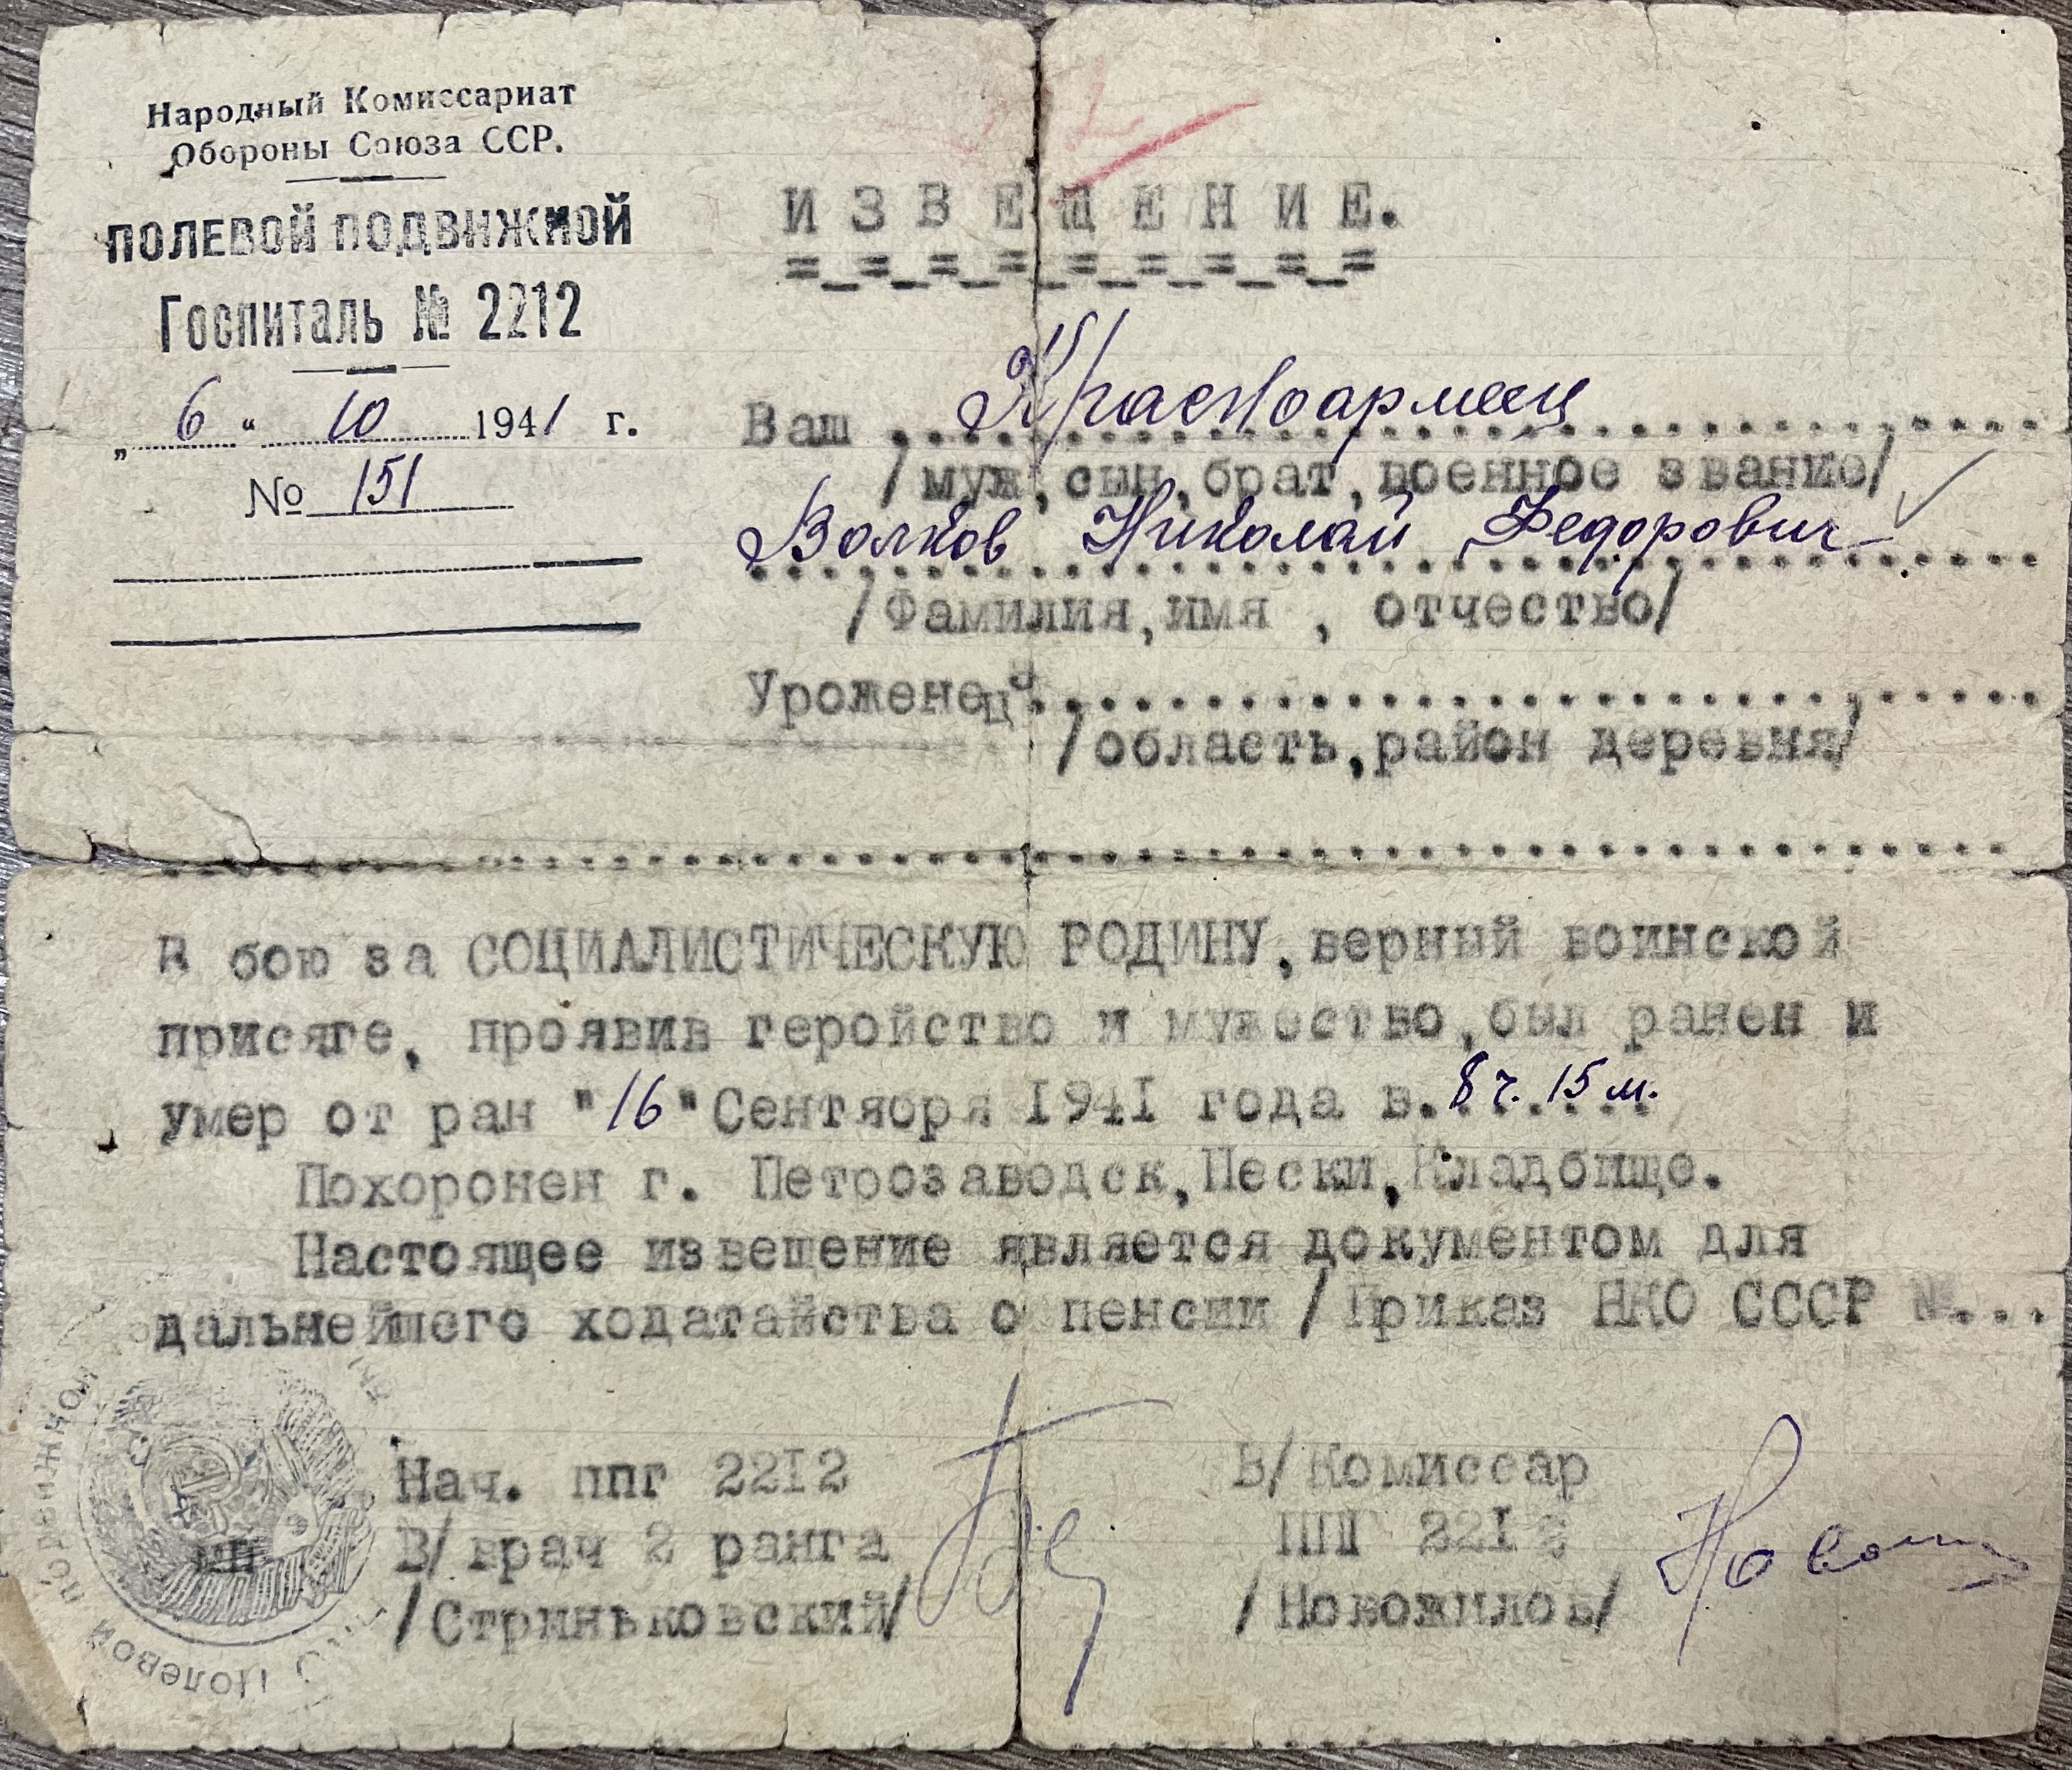 Народный Комиссариат
Обороны Союза ССР.
ПОЛЕВОЙ ПОДВИЖНОЙ
Госпиталь № 2212
„ 6 “ 10 1941 г.
№ 151
ИЗВЕЩЕНИЕ.
=_=_=_=_=_=_=_=_=
Ваш Красноармеец
/муж,сын,брат,военное звание/
Волков Николай Федорович
/Фамилия,имя , отчество/
Уроженец
/область,район деревня/
В бою за СОЦИАЛИСТИЧЕСКУЮ РОДИНУ,верный воинской
присяге, проявив геройство и мужество,был ранен и
умер от ран "16"Сентября 1941 года в. 8 ч. 15 м.
Похоронен г. Петрозаводск,Пески,Кладбище.
Настоящее извещение является документом для
дальнейшего ходатайства о пенсии /Приказ НКО СССР №...
Нач. ппг 2212
В/врач 2 ранга
/Стриньковский/
В/Комиссар
ППГ 2212
/Новожилов/
МП
Полевой подвижной